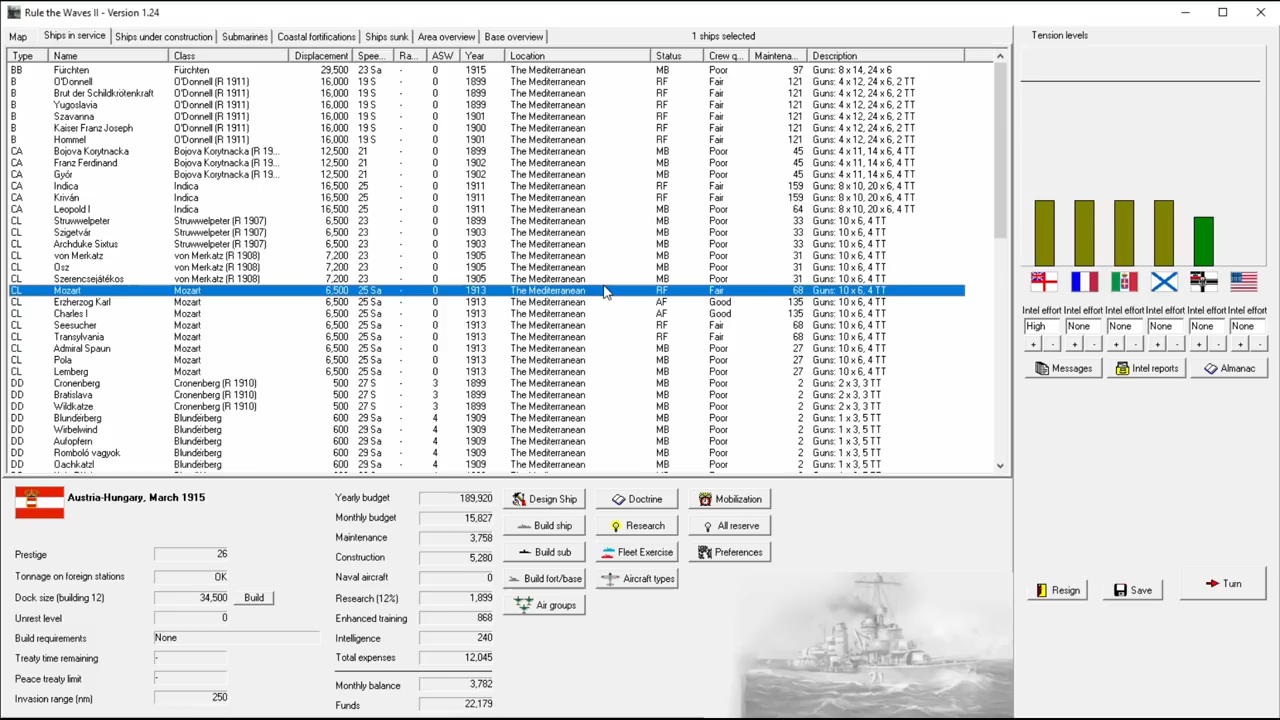 Rule the Waves II - Version 1.24
Map Ships in service Ships under construction Submarines Coastal fortifications Ships sunk Area overview Base overview 1 ships selected
Type Name Class Displacement Spee... Ra... ASW Year Location Status Crew q... Maintena... Description
BB Fürchten Fürchten 29,500 23 Sa - 0 1915 The Mediterranean MB Poor 97 Guns: 8 x 14, 24 x 6
B O'Donnell O'Donnell (R 1911) 16,000 19 S - 0 1899 The Mediterranean RF Fair 121 Guns: 4 x 12, 24 x 6, 2 TT
B Brut der Schildkrötenkraft O'Donnell (R 1911) 16,000 19 S - 0 1899 The Mediterranean RF Fair 121 Guns: 4 x 12, 24 x 6, 2 TT
B Yugoslavia O'Donnell (R 1911) 16,000 19 S - 0 1899 The Mediterranean RF Fair 121 Guns: 4 x 12, 24 x 6, 2 TT
B Szavanna O'Donnell (R 1911) 16,000 19 S - 0 1901 The Mediterranean RF Fair 121 Guns: 4 x 12, 24 x 6, 2 TT
B Kaiser Franz Joseph O'Donnell (R 1911) 16,000 19 S - 0 1900 The Mediterranean RF Fair 121 Guns: 4 x 12, 24 x 6, 2 TT
B Hommel O'Donnell (R 1911) 16,000 19 S - 0 1901 The Mediterranean RF Fair 121 Guns: 4 x 12, 24 x 6, 2 TT
CA Bojova Korytnacka Bojova Korytnacka (R 19... 12,500 21 - 0 1902 The Mediterranean MB Poor 45 Guns: 4 x 11, 14 x 6, 4 TT
CA Franz Ferdinand Bojova Korytnacka (R 19... 12,500 21 - 0 1902 The Mediterranean MB Poor 45 Guns: 4 x 11, 14 x 6, 4 TT
CA Györ Bojova Korytnacka (R 19... 12,500 21 - 0 1902 The Mediterranean MB Poor 45 Guns: 4 x 11, 14 x 6, 4 TT
CA Indica Indica 16,500 25 - 0 1911 The Mediterranean RF Fair 159 Guns: 8 x 10, 20 x 6, 4 TT
CA Kriván Indica 16,500 25 - 0 1911 The Mediterranean RF Fair 159 Guns: 8 x 10, 20 x 6, 4 TT
CA Leopold I Indica 16,500 25 - 0 1911 The Mediterranean MB Poor 64 Guns: 8 x 10, 20 x 6, 4 TT
CL Struwwelpeter Struwwelpeter (R 1907) 6,500 23 - 0 1899 The Mediterranean MB Poor 33 Guns: 10 x 6, 4 TT
CL Szigetvár Struwwelpeter (R 1907) 6,500 23 - 0 1903 The Mediterranean MB Poor 33 Guns: 10 x 6, 4 TT
CL Archduke Sixtus Struwwelpeter (R 1907) 6,500 23 - 0 1903 The Mediterranean MB Poor 33 Guns: 10 x 6, 4 TT
CL von Merkatz von Merkatz (R 1908) 7,200 23 - 0 1905 The Mediterranean MB Poor 31 Guns: 10 x 6, 4 TT
CL Osz von Merkatz (R 1908) 7,200 23 - 0 1905 The Mediterranean MB Poor 31 Guns: 10 x 6, 4 TT
CL Szerencsejátékos von Merkatz (R 1908) 7,200 23 - 0 1905 The Mediterranean MB Poor 31 Guns: 10 x 6, 4 TT
CL Mozart Mozart 6,500 25 Sa - 0 1913 The Mediterranean RF Fair 68 Guns: 10 x 6, 4 TT
CL Erzherzog Karl Mozart 6,500 25 Sa - 0 1913 The Mediterranean AF Good 135 Guns: 10 x 6, 4 TT
CL Charles I Mozart 6,500 25 Sa - 0 1913 The Mediterranean AF Good 135 Guns: 10 x 6, 4 TT
CL Seesucher Mozart 6,500 25 Sa - 0 1913 The Mediterranean RF Fair 68 Guns: 10 x 6, 4 TT
CL Transylvania Mozart 6,500 25 Sa - 0 1913 The Mediterranean RF Fair 68 Guns: 10 x 6, 4 TT
CL Admiral Spaun Mozart 6,500 25 Sa - 0 1913 The Mediterranean MB Poor 27 Guns: 10 x 6, 4 TT
CL Pola Mozart 6,500 25 Sa - 0 1913 The Mediterranean MB Poor 27 Guns: 10 x 6, 4 TT
CL Lemberg Mozart 6,500 25 Sa - 0 1913 The Mediterranean MB Poor 27 Guns: 10 x 6, 4 TT
DD Cronenberg Cronenberg (R 1910) 500 27 S - 3 1899 The Mediterranean MB Poor 2 Guns: 2 x 3, 3 TT
DD Bratislava Cronenberg (R 1910) 500 27 S - 3 1899 The Mediterranean MB Poor 2 Guns: 2 x 3, 3 TT
DD Wildkatze Cronenberg (R 1910) 500 27 S - 3 1899 The Mediterranean MB Poor 2 Guns: 2 x 3, 3 TT
DD Blunderberg Blunderberg 600 29 Sa - 4 1909 The Mediterranean MB Poor 2 Guns: 1 x 3, 5 TT
DD Wirbelwind Blunderberg 600 29 Sa - 4 1909 The Mediterranean MB Poor 2 Guns: 1 x 3, 5 TT
DD Aufopfern Blunderberg 600 29 Sa - 4 1909 The Mediterranean MB Poor 2 Guns: 1 x 3, 5 TT
DD Romboló vagyok Blunderberg 600 29 Sa - 4 1909 The Mediterranean MB Poor 2 Guns: 1 x 3, 5 TT
DD Oachkatzl Blunderberg 600 29 Sa - 4 1909 The Mediterranean MB Poor 2 Guns: 1 x 3, 5 TT
Tension levels
Intel effort Intel effort Intel effort Intel effort Intel effort Intel effort
High None None None None None
+ - + - + - + - + - + -
Messages Intel reports Almanac
Austria-Hungary, March 1915
Prestige 26
Tonnage on foreign stations OK
Dock size (building 12) 34,500 Build
Unrest level 0
Build requirements None
Treaty time remaining -
Peace treaty limit -
Invasion range (nm) 250
Yearly budget 189,920
Monthly budget 15,827
Maintenance 3,758
Construction 5,280
Naval aircraft 0
Research (12%) 1,899
Enhanced training 868
Intelligence 240
Total expenses 12,045
Monthly balance 3,782
Funds 22,179
Design Ship Doctrine Mobilization
Build ship Research All reserve
Build sub Fleet Exercise Preferences
Build fort/base Aircraft types
Air groups
Resign Save Turn